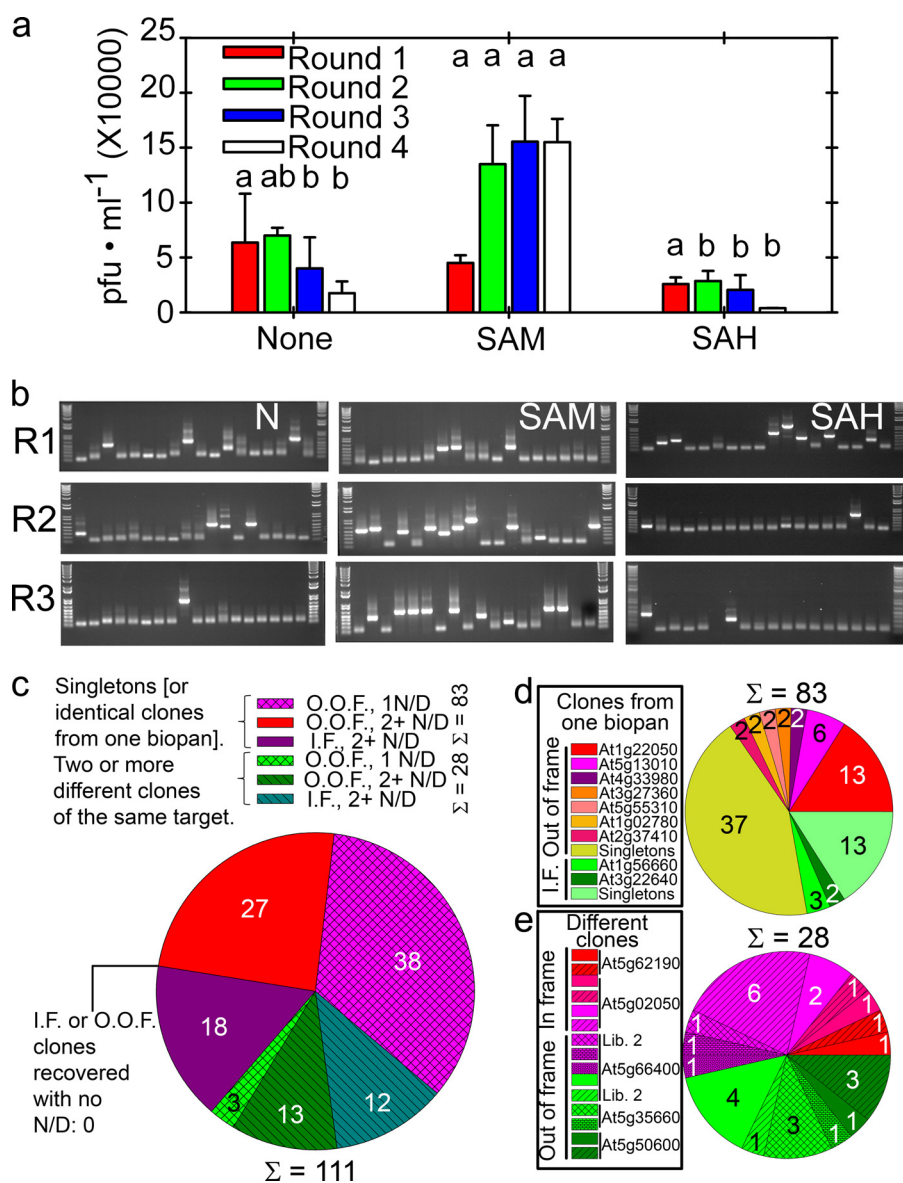 a
pfu • ml⁻¹ (X10000)
25
20
15
10
5
0
Round 1
Round 2
Round 3
Round 4
a ab b b
a a a a
a b b b
None SAM SAH
b
N SAM SAH
R1
R2
R3
c
Singletons [or
identical clones
from one biopan].
Two or more
different clones
of the same target.
O.O.F., 1N/D
O.O.F., 2+ N/D
I.F., 2+ N/D
Σ = 83
O.O.F., 1 N/D
O.O.F., 2+ N/D
I.F., 2+ N/D
Σ = 28
27
38
18
3
13
12
I.F. or O.O.F.
clones
recovered
with no
N/D: 0
Σ = 111
d
Clones from
one biopan
Out of frame
At1g22050
At5g13010
At4g33980
At3g27360
At5g55310
At1g02780
At2g37410
Singletons
I.F.
At1g56660
At3g22640
Singletons
Σ = 83
2 2 2 2 2 6
13
37
13
3 2
e
Different
clones
In frame
At5g62190
At5g02050
Out of frame
Lib. 2
At5g66400
Lib. 2
At5g35660
At5g50600
Σ = 28
6 2 1 1 1 1
1 1 1
4 3
1 3 1 1